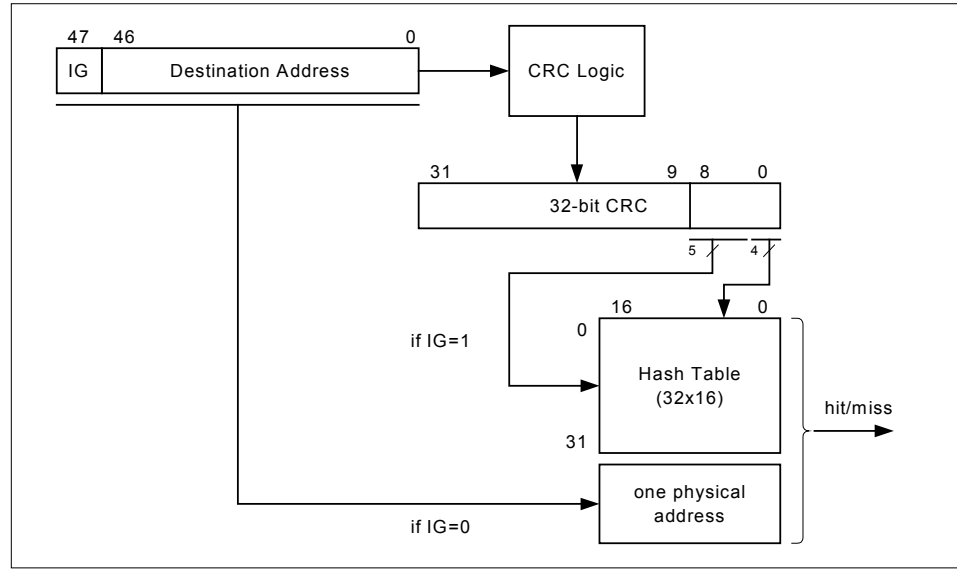 47 46 0
IG Destination Address CRC Logic
31 9 8 0
32-bit CRC
5 4
16 0
0
if IG=1
Hash Table
(32x16)
hit/miss
31
one physical
address
if IG=0